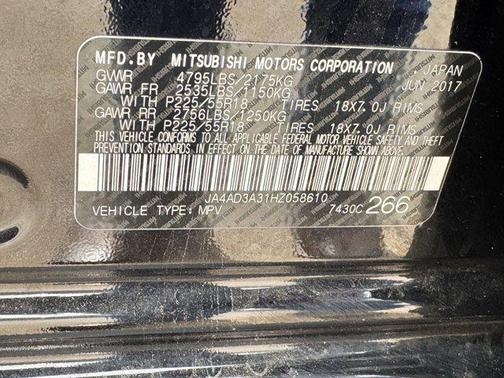 MFD.BY MITSUBISHI MOTORS CORPORATION, JAPAN
GVWR 4795LBS/2175KG JUN.2017
GAWR FR 2535LBS/1150KG
WITH P225/55R18 TIRES 18X7.0J RIMS
GAWR RR 2756LBS/1250KG
WITH P225/55R18 TIRES 18X7.0J RIMS
THIS VEHICLE CONFORMS TO ALL APPLICABLE
FEDERAL MOTOR VEHICLE SAFETY AND THEFT
PREVENTION STANDARDS IN EFFECT ON THE DATE
OF MANUFACTURE SHOWN ABOVE.
JA4AD3A31HZ058610
VEHICLE TYPE: MPV 7430C 266